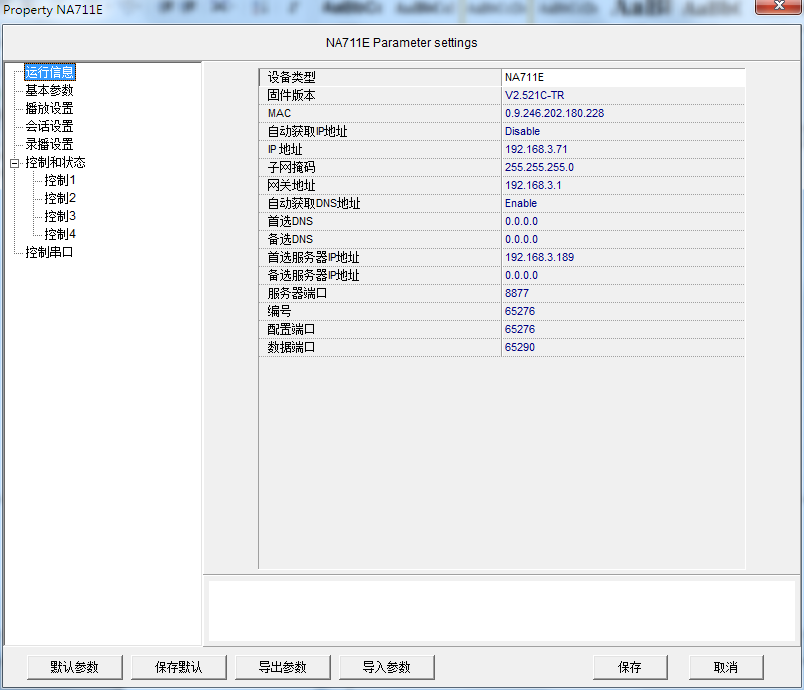 Property NA711E
NA711E Parameter settings
运行信息
基本参数
播放设置
会话设置
录播设置
控制和状态
控制1
控制2
控制3
控制4
控制串口
设备类型 NA711E
固件版本 V2.521C-TR
MAC 0.9.246.202.180.228
自动获取IP地址 Disable
IP 地址 192.168.3.71
子网掩码 255.255.255.0
网关地址 192.168.3.1
自动获取DNS地址 Enable
首选DNS 0.0.0.0
备选DNS 0.0.0.0
首选服务器IP地址 192.168.3.189
备选服务器IP地址 0.0.0.0
服务器端口 8877
编号 65276
配置端口 65276
数据端口 65290
默认参数 保存默认 导出参数 导入参数 保存 取消